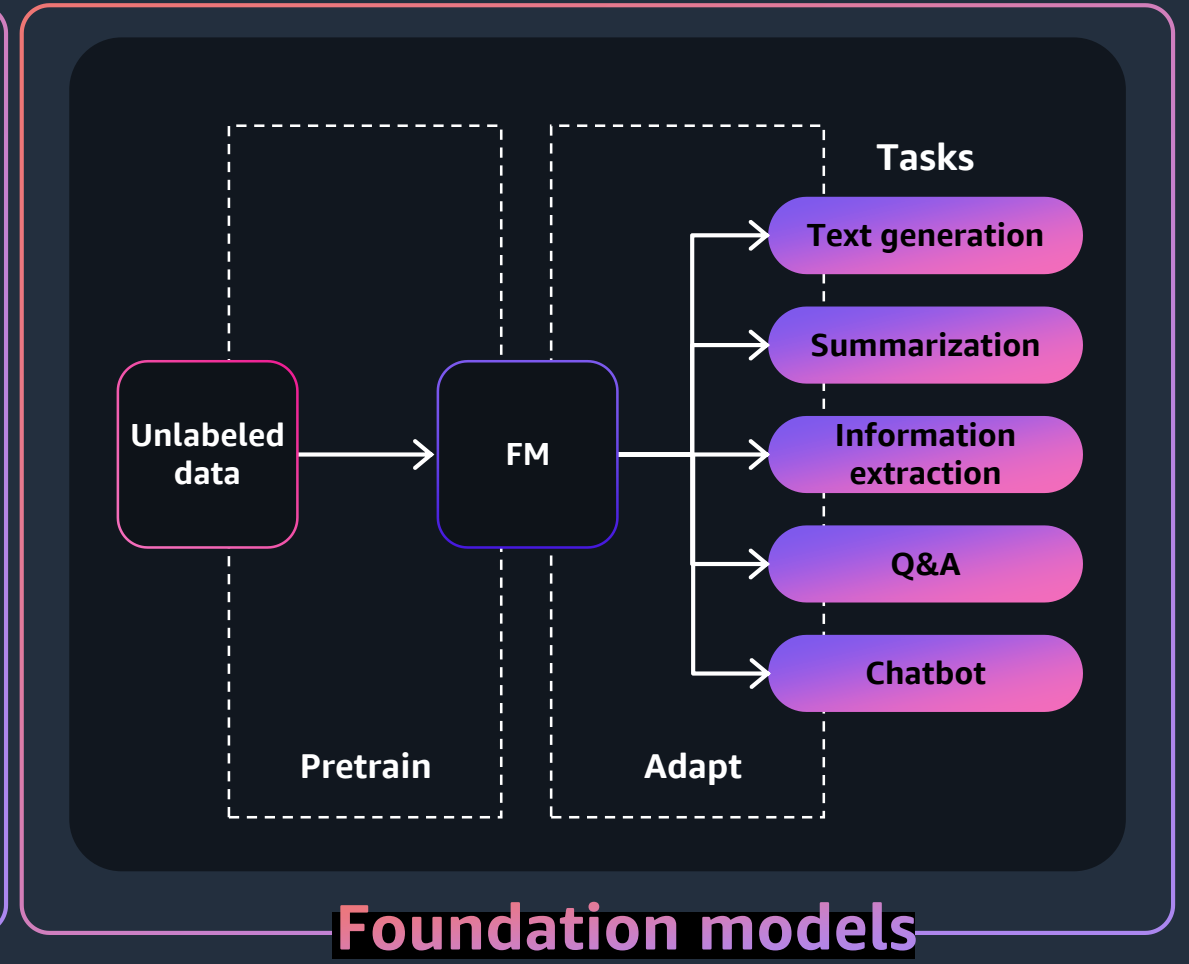 Tasks
Text generation
Summarization
Unlabeled
data
FM
Information
extraction
Q&A
Chatbot
Pretrain
Adapt
Foundation models